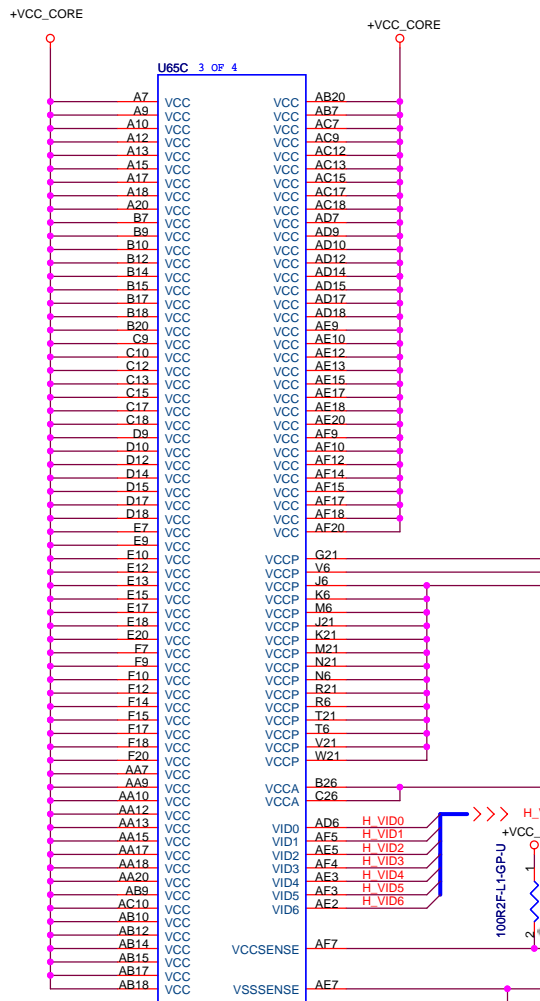 +VCC_CORE
+VCC_CORE
U65C 3 OF 4
A7 VCC VCC AB20
A9 VCC VCC AB7
A10 VCC VCC AC7
A12 VCC VCC AC9
A13 VCC VCC AC12
A15 VCC VCC AC13
A17 VCC VCC AC15
A18 VCC VCC AC17
A20 VCC VCC AC18
B7 VCC VCC AD7
B9 VCC VCC AD9
B10 VCC VCC AD10
B12 VCC VCC AD12
B14 VCC VCC AD14
B15 VCC VCC AD15
B17 VCC VCC AD17
B18 VCC VCC AD18
B20 VCC VCC AE9
C9 VCC VCC AE10
C10 VCC VCC AE12
C12 VCC VCC AE13
C13 VCC VCC AE15
C15 VCC VCC AE17
C17 VCC VCC AE18
C18 VCC VCC AE20
D9 VCC VCC AF9
D10 VCC VCC AF10
D12 VCC VCC AF12
D14 VCC VCC AF14
D15 VCC VCC AF15
D17 VCC VCC AF17
D18 VCC VCC AF18
E7 VCC VCC AF20
E9 VCC
E10 VCC VCCP G21
E12 VCC VCCP V6
E13 VCC VCCP J6
E15 VCC VCCP K6
E17 VCC VCCP M6
E18 VCC VCCP J21
E20 VCC VCCP K21
F7 VCC VCCP M21
F9 VCC VCCP N21
F10 VCC VCCP N6
F12 VCC VCCP R21
F14 VCC VCCP R6
F15 VCC VCCP T21
F17 VCC VCCP T6
F18 VCC VCCP V21
F20 VCC VCCP W21
AA7 VCC
AA9 VCC VCCA B26
AA10 VCC VCCA C26
AA12 VCC
AA13 VCC VID0 AD6 H_VID0
AA15 VCC VID1 AF5 H_VID1
AA17 VCC VID2 AE5 H_VID2
AA18 VCC VID3 AF4 H_VID3
AA20 VCC VID4 AE3 H_VID4
AB9 VCC VID5 AF3 H_VID5
AC10 VCC VID6 AE2 H_VID6
AB10 VCC
AB12 VCC
AB14 VCC VCCSENSE AF7
AB15 VCC
AB17 VCC
AB18 VCC VSSSENSE AE7
+VCC_
1
100R2F-L1-GP-U
2